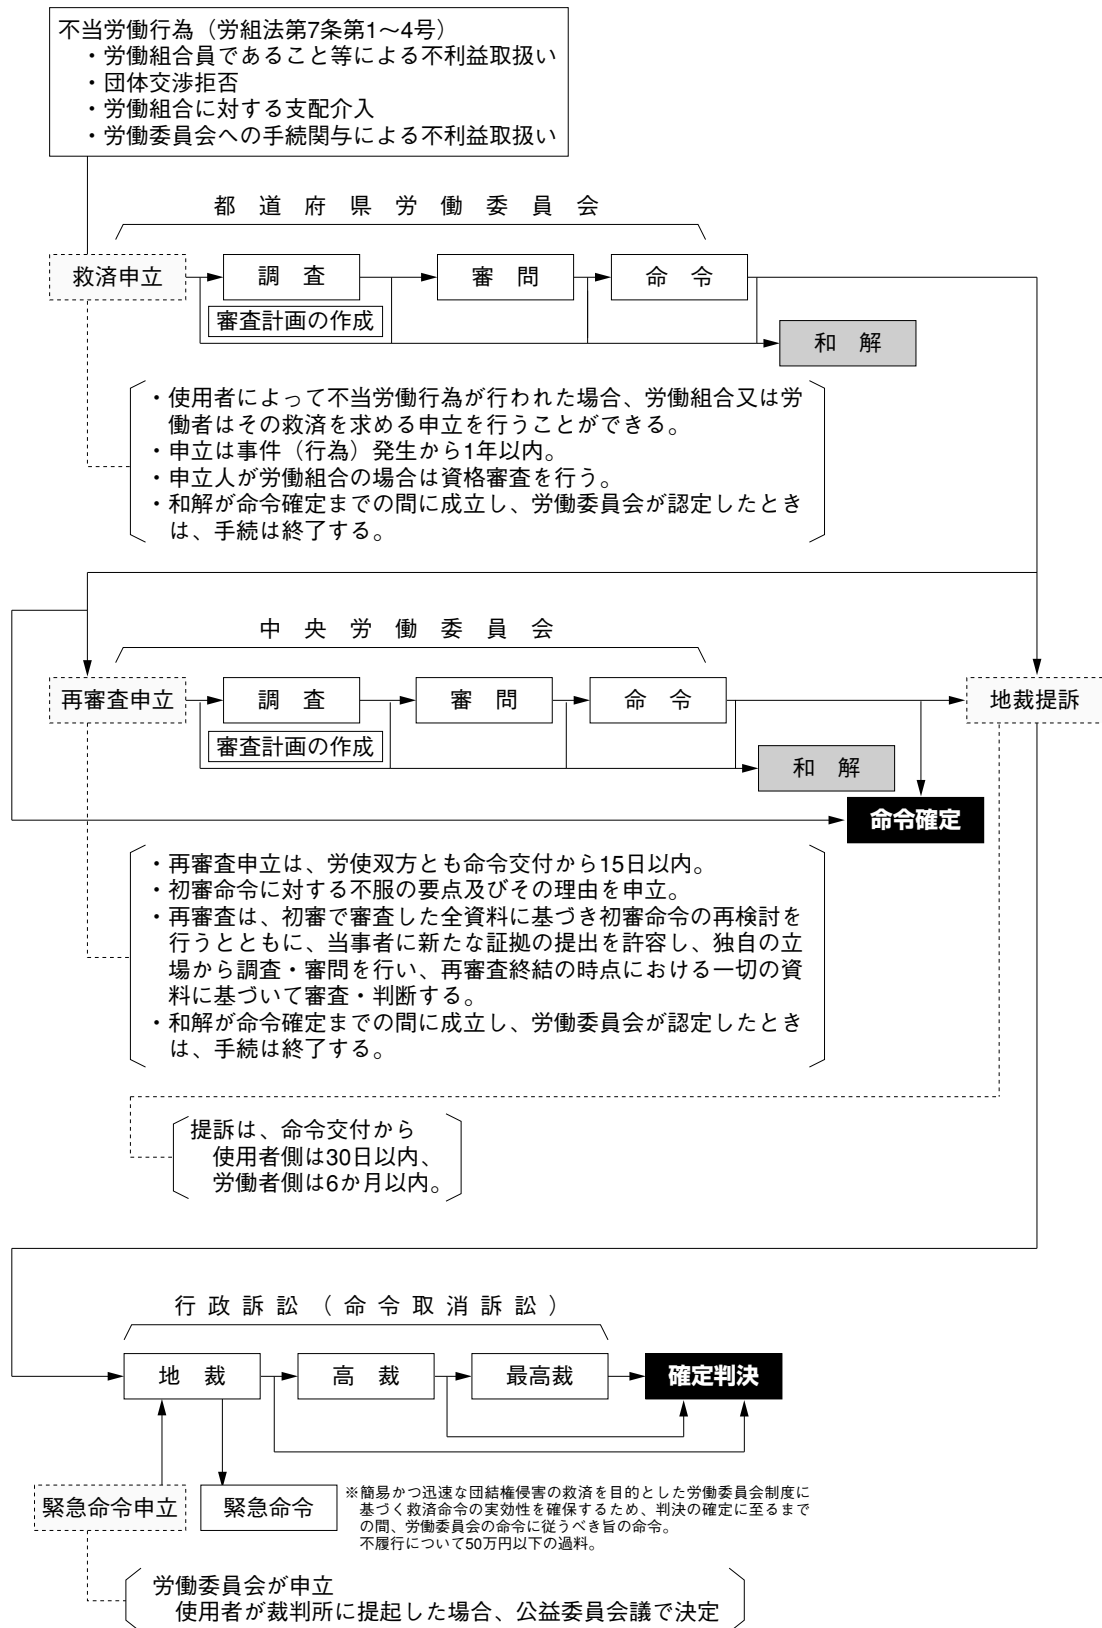 不当労働行為（労組法第7条第1～4号）
・労働組合員であること等による不利益取扱い
・団体交渉拒否
・労働組合に対する支配介入
・労働委員会への手続関与による不利益取扱い
都道府県労働委員会
救済申立
調査
審問
命令
審査計画の作成
和解
・使用者によって不当労働行為が行われた場合、労働組合又は労
働者はその救済を求める申立を行うことができる。
・申立は事件（行為）発生から1年以内。
・申立人が労働組合の場合は資格審査を行う。
・和解が命令確定までの間に成立し、労働委員会が認定したとき
は、手続は終了する。
中央労働委員会
再審査申立
調査
審問
命令
地裁提訴
審査計画の作成
和解
命令確定
・再審査申立は、労使双方とも命令交付から15日以内。
・初審命令に対する不服の要点及びその理由を申立。
・再審査は、初審で審査した全資料に基づき初審命令の再検討を
行うとともに、当事者に新たな証拠の提出を許容し、独自の立
場から調査・審問を行い、再審査終結の時点における一切の資
料に基づいて審査・判断する。
・和解が命令確定までの間に成立し、労働委員会が認定したとき
は、手続は終了する。
提訴は、命令交付から
使用者側は30日以内、
労働者側は6か月以内。
行政訴訟（命令取消訴訟）
地裁
高裁
最高裁
確定判決
緊急命令申立
緊急命令
※簡易かつ迅速な団結権侵害の救済を目的とした労働委員会制度に
基づく救済命令の実効性を確保するため、判決の確定に至るまで
の間、労働委員会の命令に従うべき旨の命令。
不履行について50万円以下の過料。
労働委員会が申立
使用者が裁判所に提起した場合、公益委員会議で決定